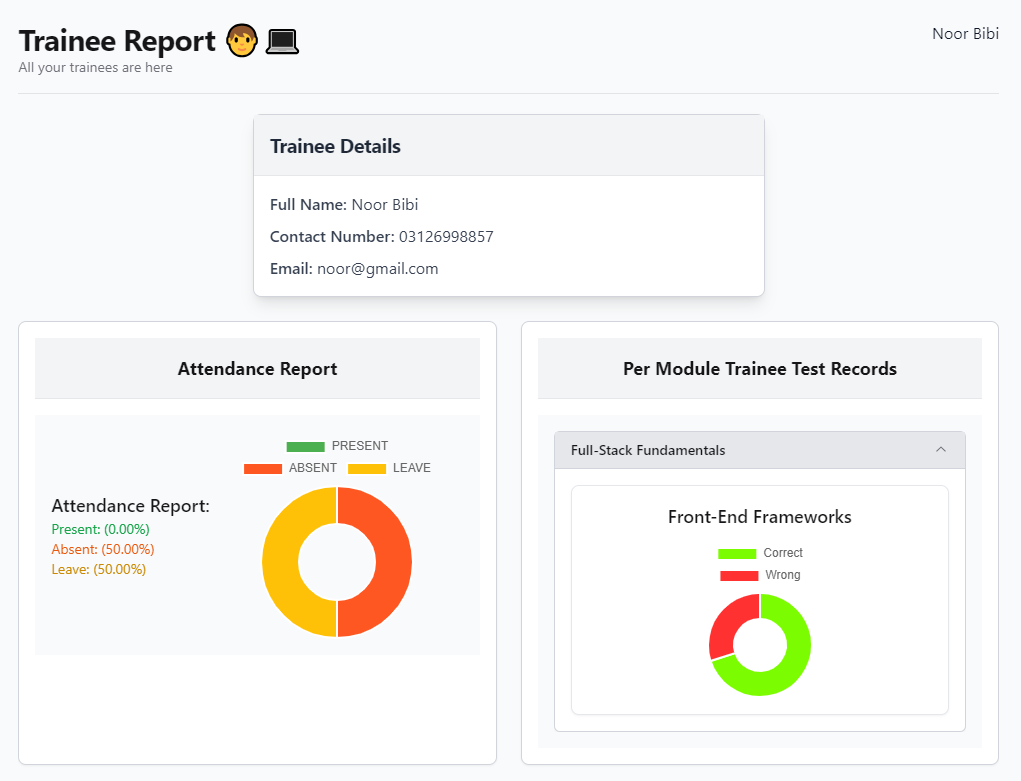 Trainee Report 🧑 💻
Noor Bibi
All your trainees are here
Trainee Details
Full Name: Noor Bibi
Contact Number: 03126998857
Email: noor@gmail.com
Attendance Report
PRESENT
ABSENT LEAVE
Attendance Report:
Present: (0.00%)
Absent: (50.00%)
Leave: (50.00%)
Per Module Trainee Test Records
Full-Stack Fundamentals
Front-End Frameworks
Correct
Wrong